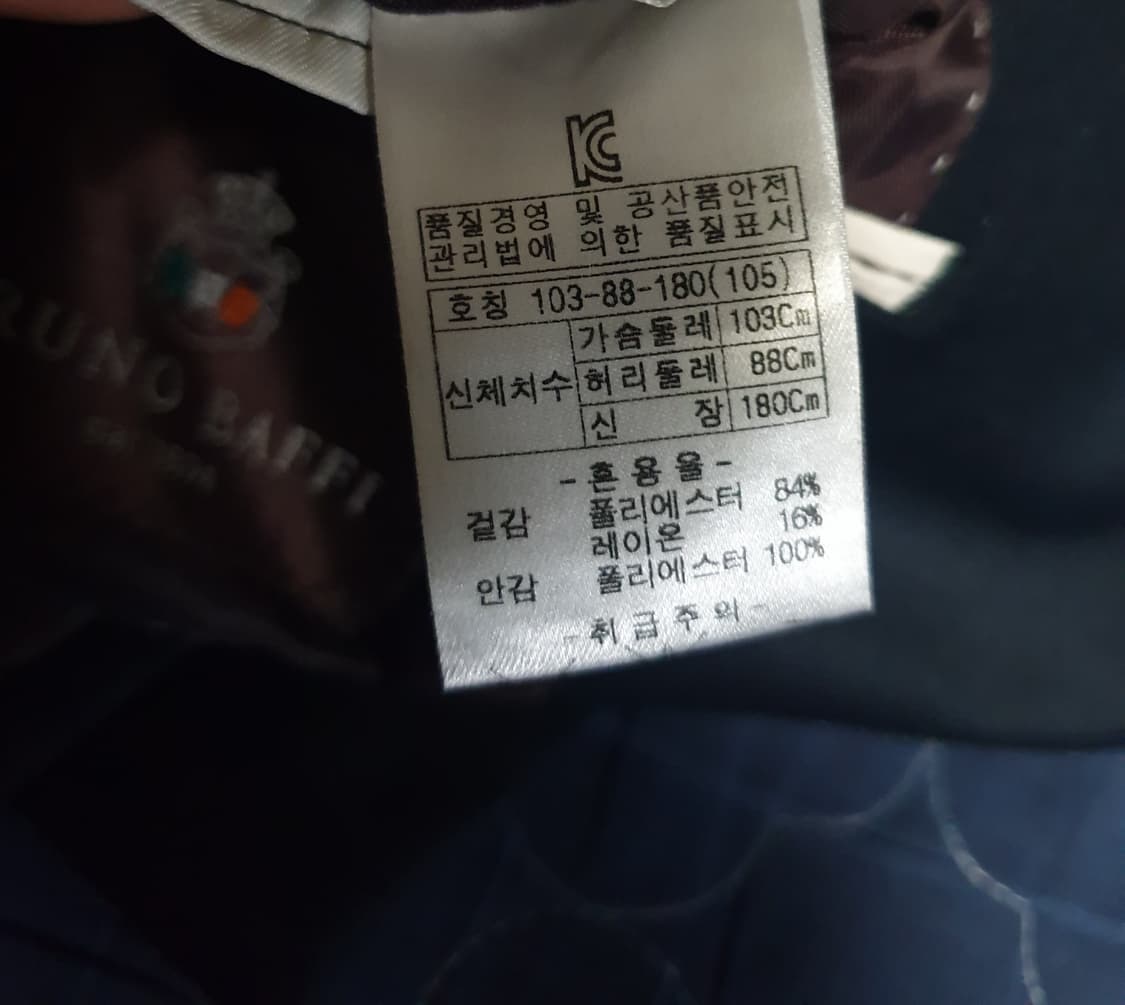 KC
품질경영 및 공산품안전
관리법에 의한 품질표시
호칭 103-88-180(105)
신체치수
가슴둘레 103Cm
허리둘레 88Cm
신 장 180Cm
-혼용율-
겉감 폴리에스터 84%
레이온 16%
안감 폴리에스터 100%
-취급주의-
RUNO BAFFI